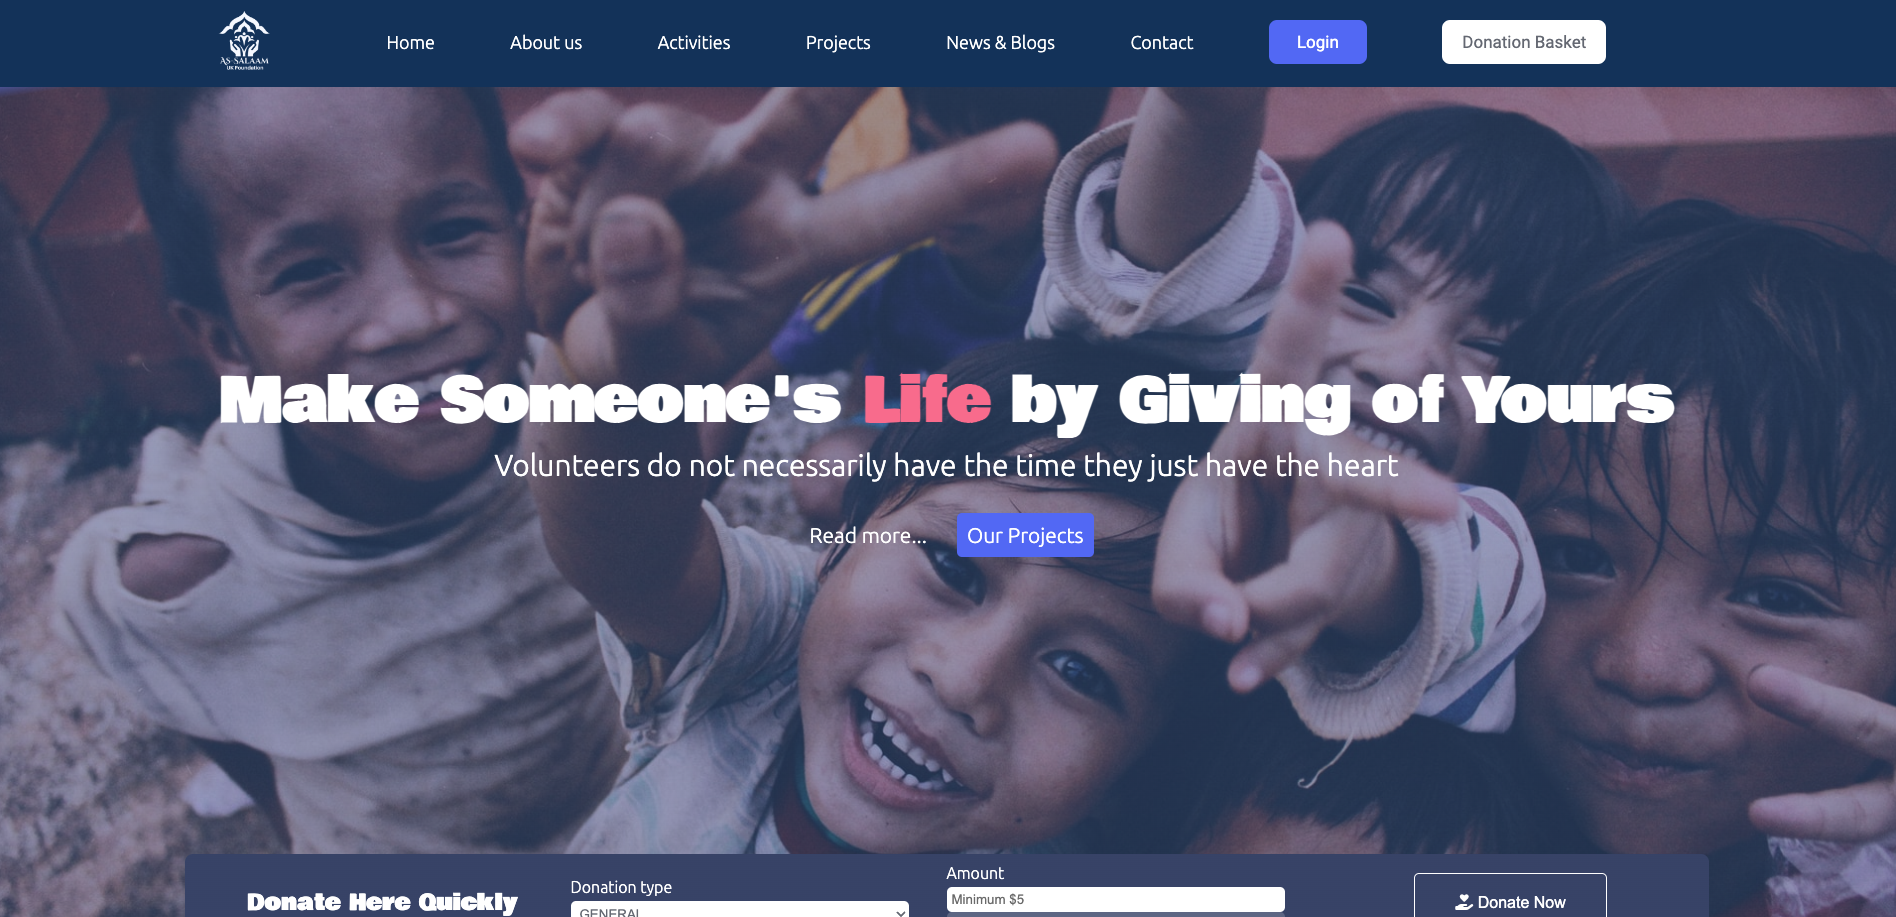 AS-SALAAM
UK Foundation
Home
About us
Activities
Projects
News & Blogs
Contact
Login
Donation Basket
Make Someone's Life by Giving of Yours
Volunteers do not necessarily have the time they just have the heart
Read more...
Our Projects
Donate Here Quickly
Donation type
GENERAL
Amount
Minimum $5
Donate Now